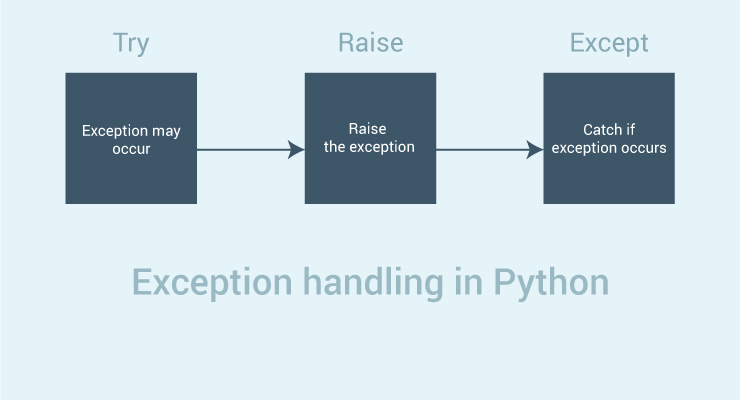 Try
Raise
Except
Exception may
occur
Raise
the exception
Catch if
exception occurs
Exception handling in Python